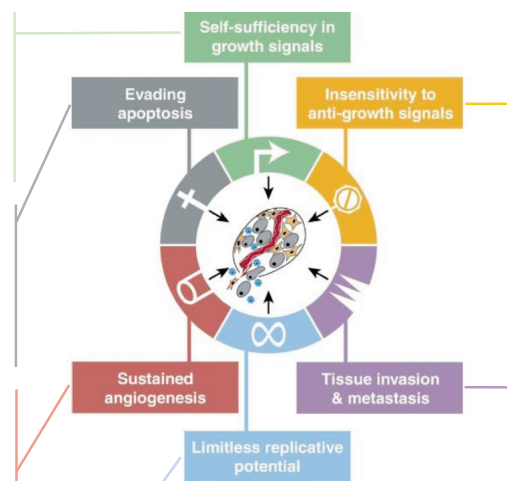 Self-sufficiency in
growth signals
Evading
apoptosis
Insensitivity to
anti-growth signals
Sustained
angiogenesis
Tissue invasion
& metastasis
Limitless replicative
potential